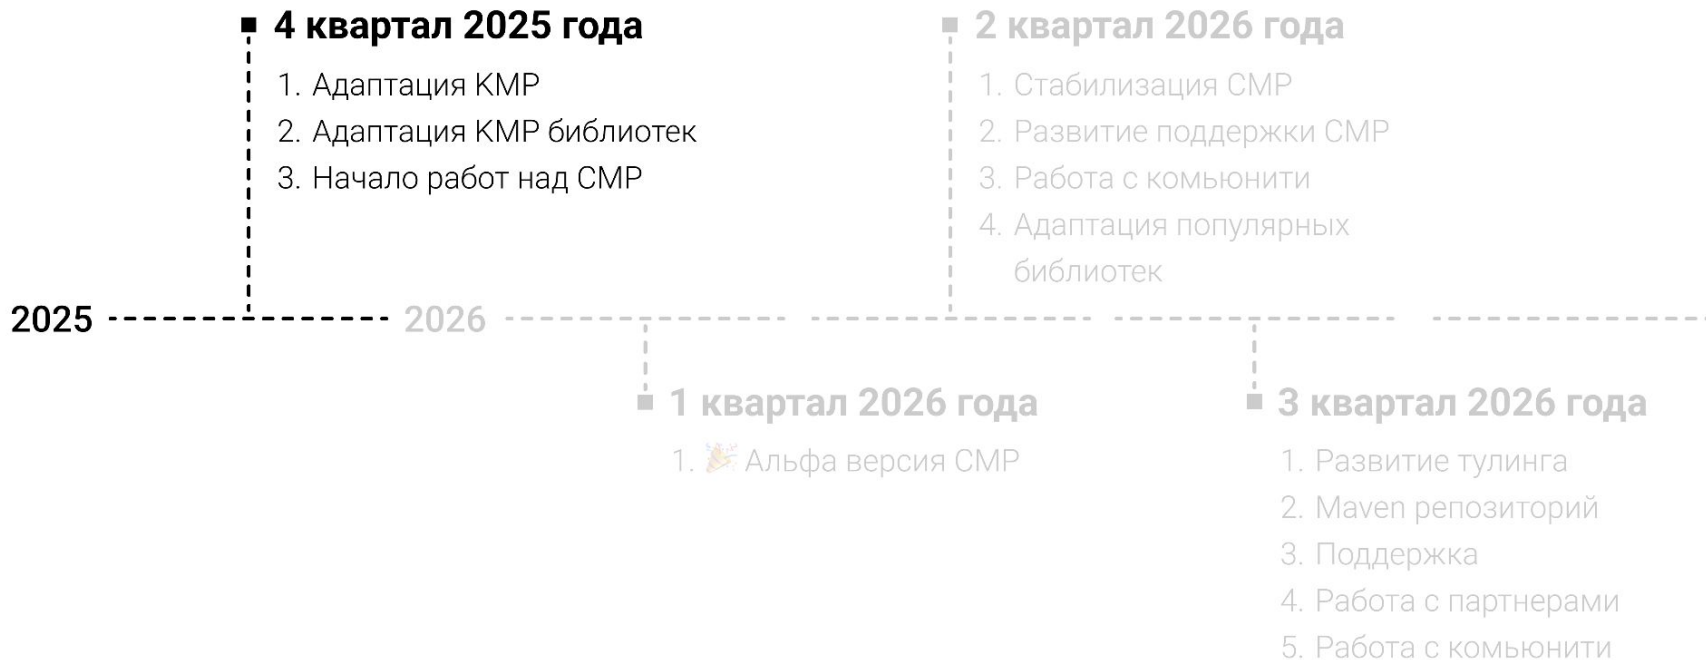 4 квартал 2025 года
1. Адаптация KMP
2. Адаптация KMP библиотек
3. Начало работ над CMP
2 квартал 2026 года
1. Стабилизация CMP
2. Развитие поддержки CMP
3. Работа с комьюнити
4. Адаптация популярных
библиотек
2025
2026
1 квартал 2026 года
1. 🎉 Альфа версия CMP
3 квартал 2026 года
1. Развитие тулинга
2. Maven репозиторий
3. Поддержка
4. Работа с партнерами
5. Работа с комьюнити